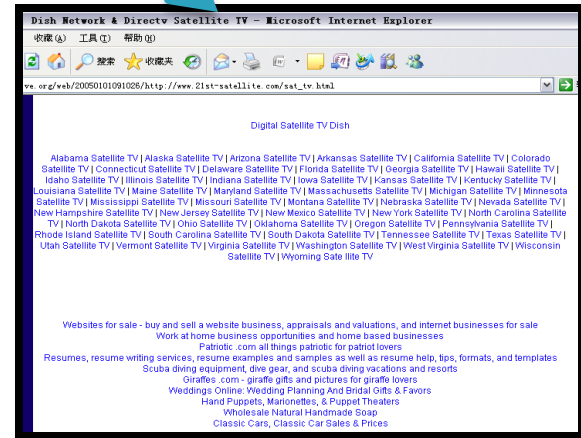 Dish Network & Directv Satellite TV - Microsoft Internet Explorer
收藏(A) 工具(T) 帮助(H)
搜索 收藏夹
ve.org/web/20050101091026/http://www.21st-satellite.com/sat_tv.html
Digital Satellite TV Dish
Alabama Satellite TV | Alaska Satellite TV | Arizona Satellite TV | Arkansas Satellite TV | California Satellite TV | Colorado
Satellite TV | Connecticut Satellite TV | Delaware Satellite TV | Florida Satellite TV | Georgia Satellite TV | Hawaii Satellite TV |
Idaho Satellite TV | Illinois Satellite TV | Indiana Satellite TV | Iowa Satellite TV | Kansas Satellite TV | Kentucky Satellite TV |
Louisiana Satellite TV | Maine Satellite TV | Maryland Satellite TV | Massachusetts Satellite TV | Michigan Satellite TV | Minnesota
Satellite TV | Mississippi Satellite TV | Missouri Satellite TV | Montana Satellite TV | Nebraska Satellite TV | Nevada Satellite TV |
New Hampshire Satellite TV | New Jersey Satellite TV | New Mexico Satellite TV | New York Satellite TV | North Carolina Satellite
TV | North Dakota Satellite TV | Ohio Satellite TV | Oklahoma Satellite TV | Oregon Satellite TV | Pennsylvania Satellite TV |
Rhode Island Satellite TV | South Carolina Satellite TV | South Dakota Satellite TV | Tennessee Satellite TV | Texas Satellite TV |
Utah Satellite TV | Vermont Satellite TV | Virginia Satellite TV | Washington Satellite TV | West Virginia Satellite TV | Wisconsin
Satellite TV | Wyoming Sate llite TV
Websites for sale - buy and sell a website business, appraisals and valuations, and internet businesses for sale
Work at home business opportunities and home based businesses
Patriotic .com all things patriotic for patriot lovers
Resumes, resume writing services, resume examples and samples as well as resume help, tips, formats, and templates
Scuba diving equipment, dive gear, and scuba diving vacations and resorts
Giraffes .com - giraffe gifts and pictures for giraffe lovers
Weddings Online: Wedding Planning And Bridal Gifts & Favors
Hand Puppets, Marionettes, & Puppet Theaters
Wholesale Natural Handmade Soap
Classic Cars, Classic Car Sales & Prices